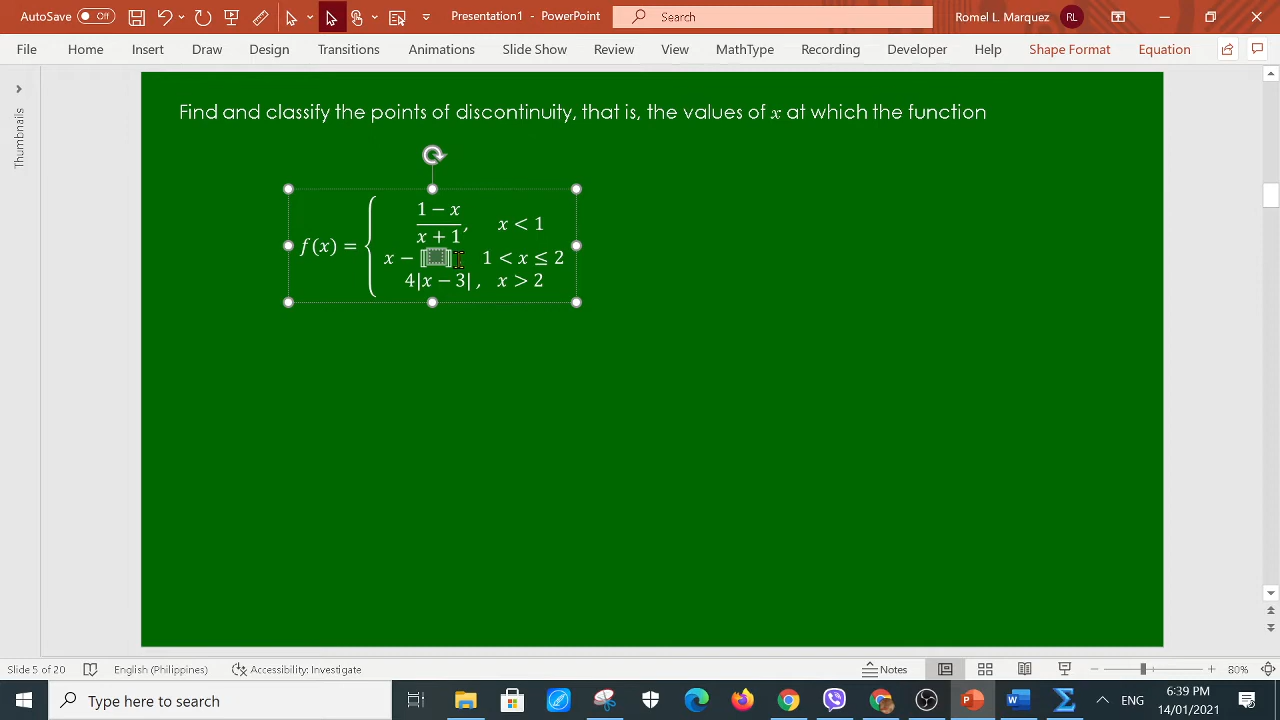 AutoSave Off Presentation1 - PowerPoint Search Romel L. Marquez RL
File Home Insert Draw Design Transitions Animations Slide Show Review View MathType Recording Developer Help Shape Format Equation
Thumbnails
Find and classify the points of discontinuity, that is, the values of x at which the function
f(x) = { (1 − x)/(x + 1), x < 1
x − ⟦ ⟧ 1 < x ≤ 2
4|x − 3|, x > 2
Slide 5 of 20 English (Philippines) Accessibility: Investigate Notes 80%
Type here to search ENG 6:39 PM
14/01/2021